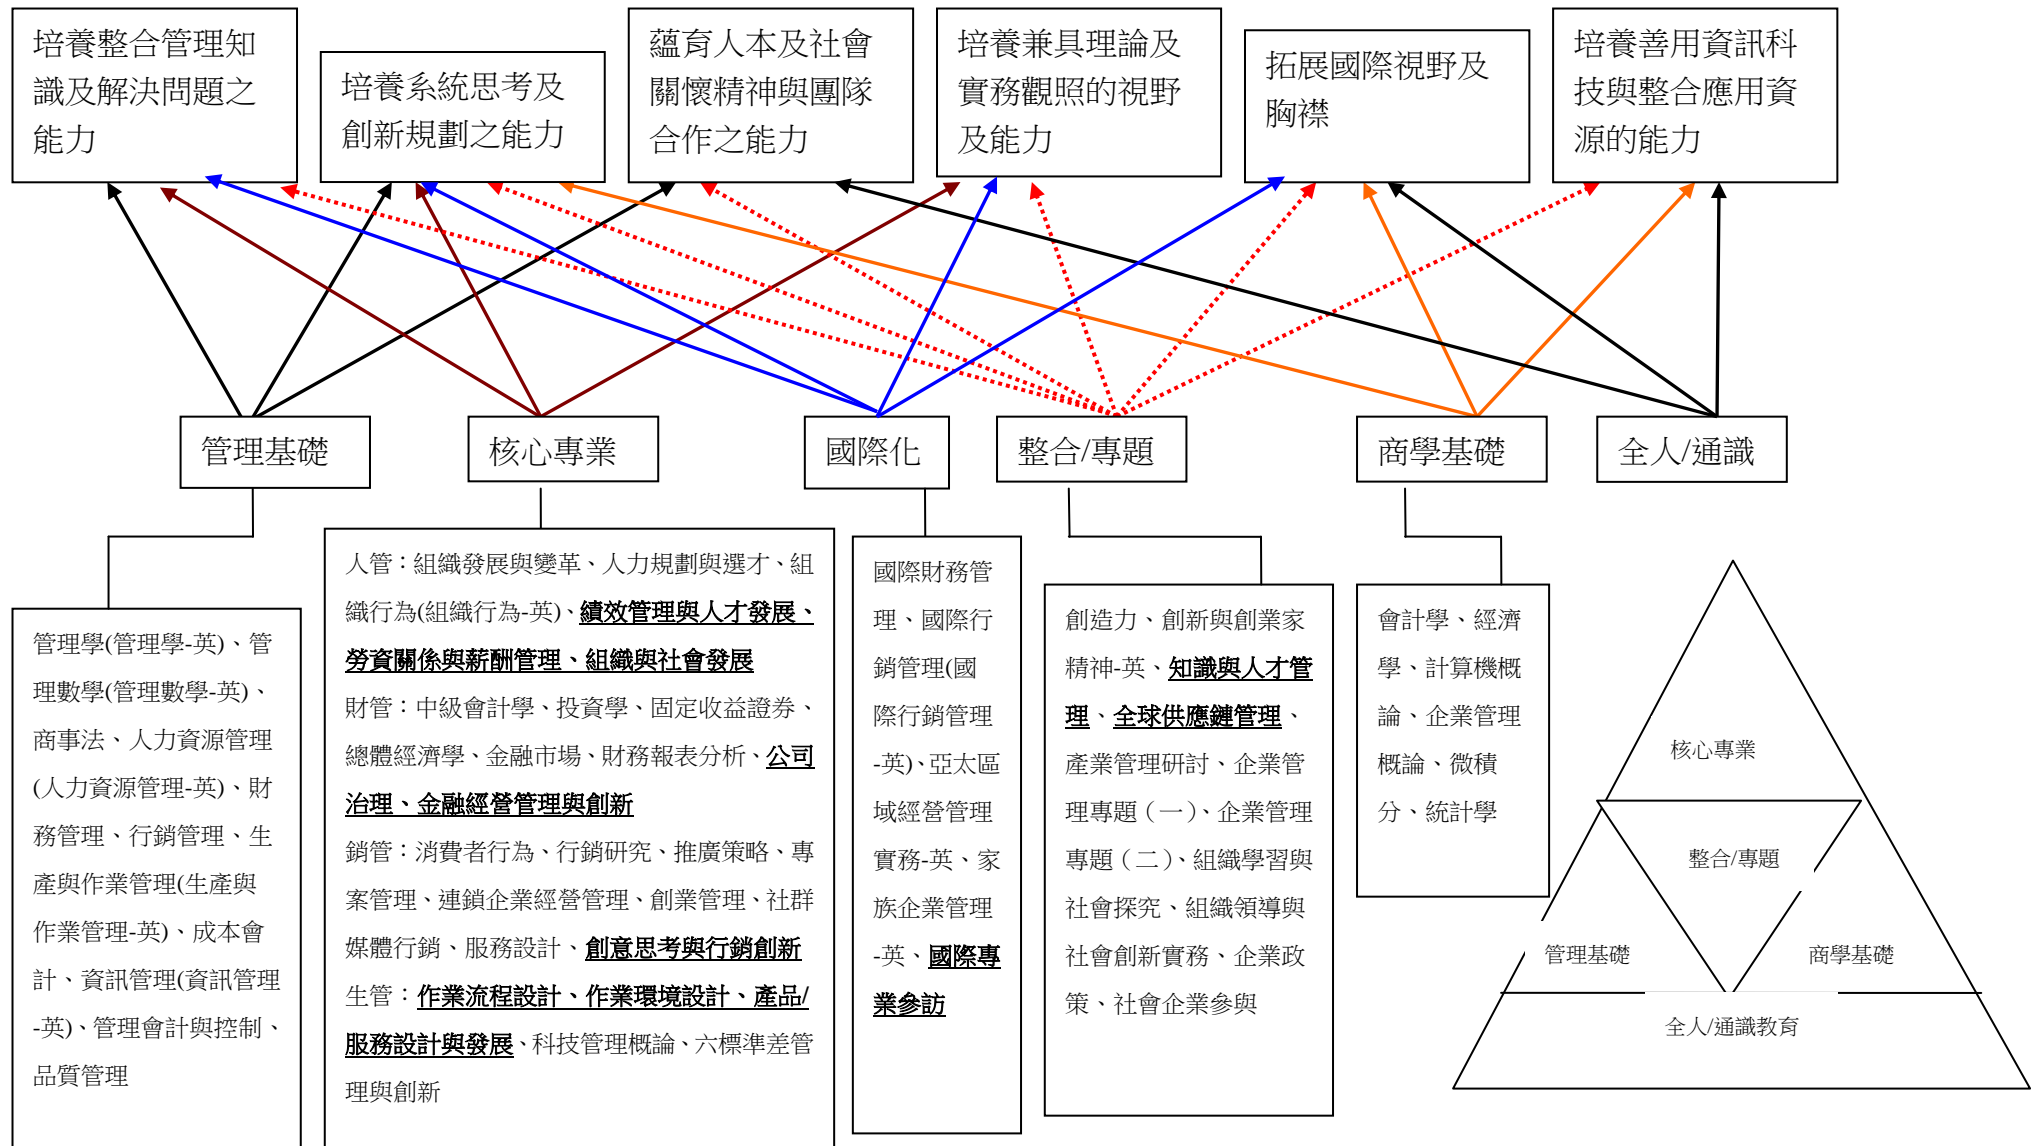 培養整合管理知
識及解決問題之
能力
培養系統思考及
創新規劃之能力
蘊育人本及社會
關懷精神與團隊
合作之能力
培養兼具理論及
實務觀照的視野
及能力
拓展國際視野及
胸襟
培養善用資訊科
技與整合應用資
源的能力
管理基礎
核心專業
國際化
整合/專題
商學基礎
全人/通識
管理學(管理學-英)、管
理數學(管理數學-英)、
商事法、人力資源管理
(人力資源管理-英)、財
務管理、行銷管理、生
產與作業管理(生產與
作業管理-英)、成本會
計、資訊管理(資訊管理
-英)、管理會計與控制、
品質管理
人管：組織發展與變革、人力規劃與選才、組
織行為(組織行為-英)、績效管理與人才發展、
勞資關係與薪酬管理、組織與社會發展
財管：中級會計學、投資學、固定收益證券、
總體經濟學、金融市場、財務報表分析、公司
治理、金融經營管理與創新
銷管：消費者行為、行銷研究、推廣策略、專
案管理、連鎖企業經營管理、創業管理、社群
媒體行銷、服務設計、創意思考與行銷創新
生管：作業流程設計、作業環境設計、產品/
服務設計與發展、科技管理概論、六標準差管
理與創新
國際財務管
理、國際行
銷管理(國
際行銷管理
-英)、亞太區
域經營管理
實務-英、家
族企業管理
-英、國際專
業參訪
創造力、創新與創業家
精神-英、知識與人才管
理、全球供應鏈管理、
產業管理研討、企業管
理專題（一）、企業管理
專題（二）、組織學習與
社會探究、組織領導與
社會創新實務、企業政
策、社會企業參與
會計學、經濟
學、計算機概
論、企業管理
概論、微積
分、統計學
核心專業
整合/專題
管理基礎
商學基礎
全人/通識教育